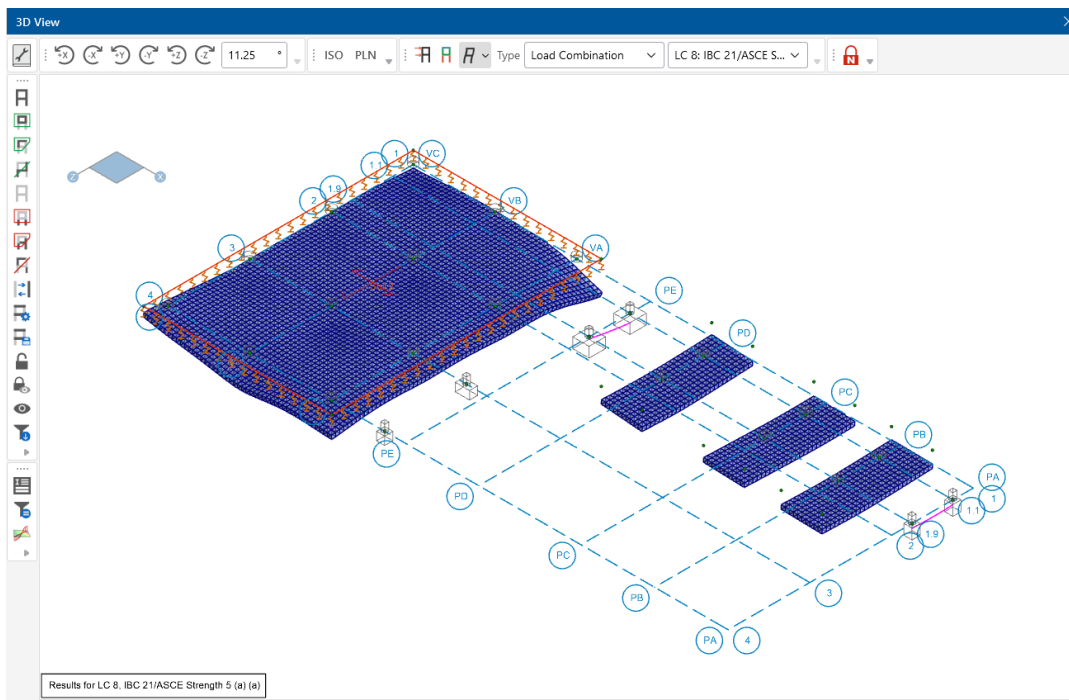 3D View
+X -X +Y -Y +Z -Z 11.25 ° ISO PLN Type Load Combination LC 8: IBC 21/ASCE S... N
1 VC
1.1
2 1.9 VB
3 VA
Z X
4
PE
PD
PC
PE
PB
PD
PA
1
1.1
1.9
2
PC
3
PB
PA 4
Results for LC 8, IBC 21/ASCE Strength 5 (a) (a)